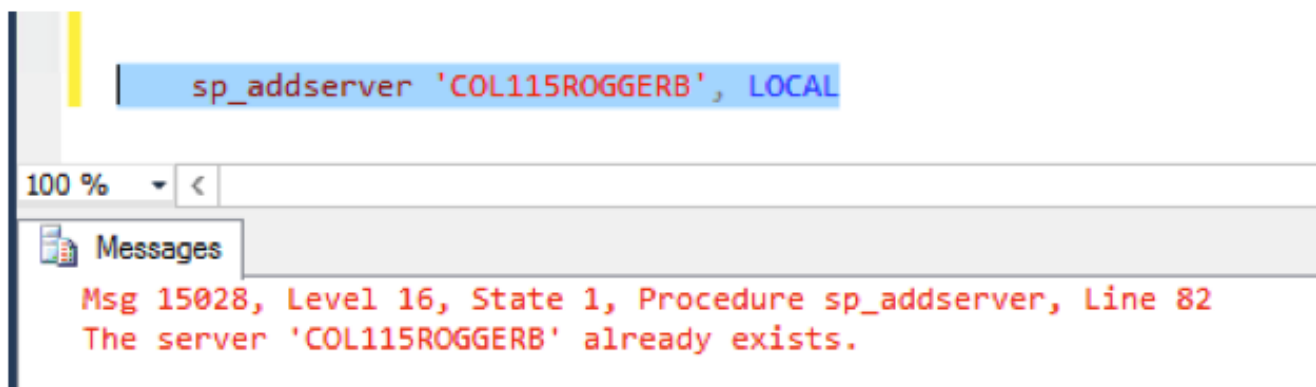 sp_addserver 'COL115ROGGERB', LOCAL
100 %
Messages
Msg 15028, Level 16, State 1, Procedure sp_addserver, Line 82
The server 'COL115ROGGERB' already exists.